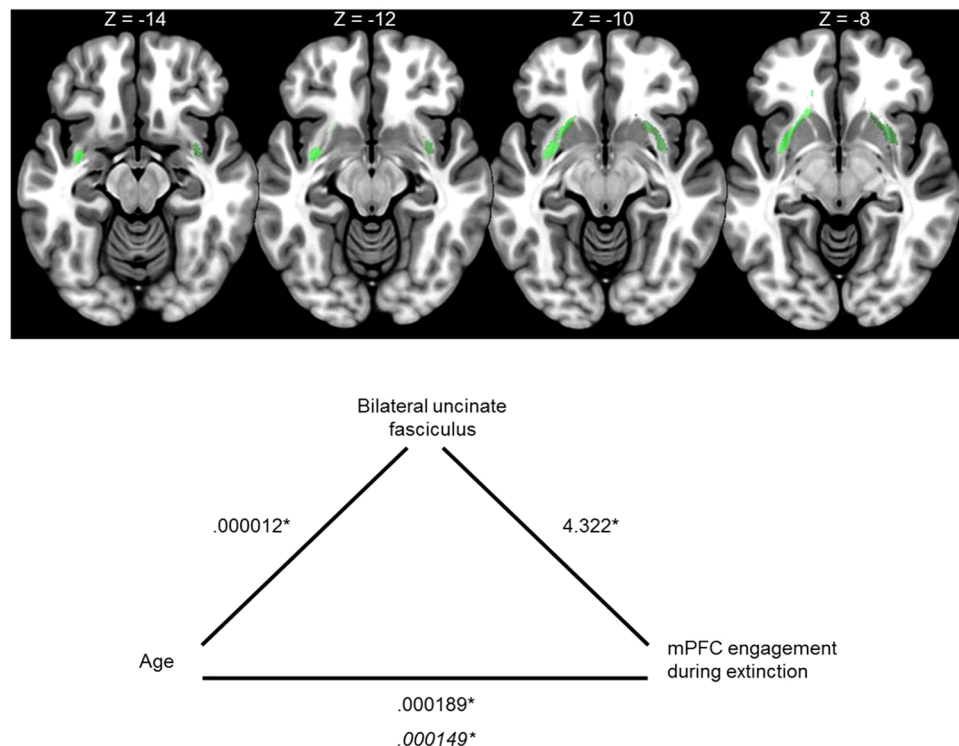 Z = -14
Z = -12
Z = -10
Z = -8
Bilateral uncinate
fasciculus
.000012*
4.322*
Age
mPFC engagement
during extinction
.000189*
.000149*